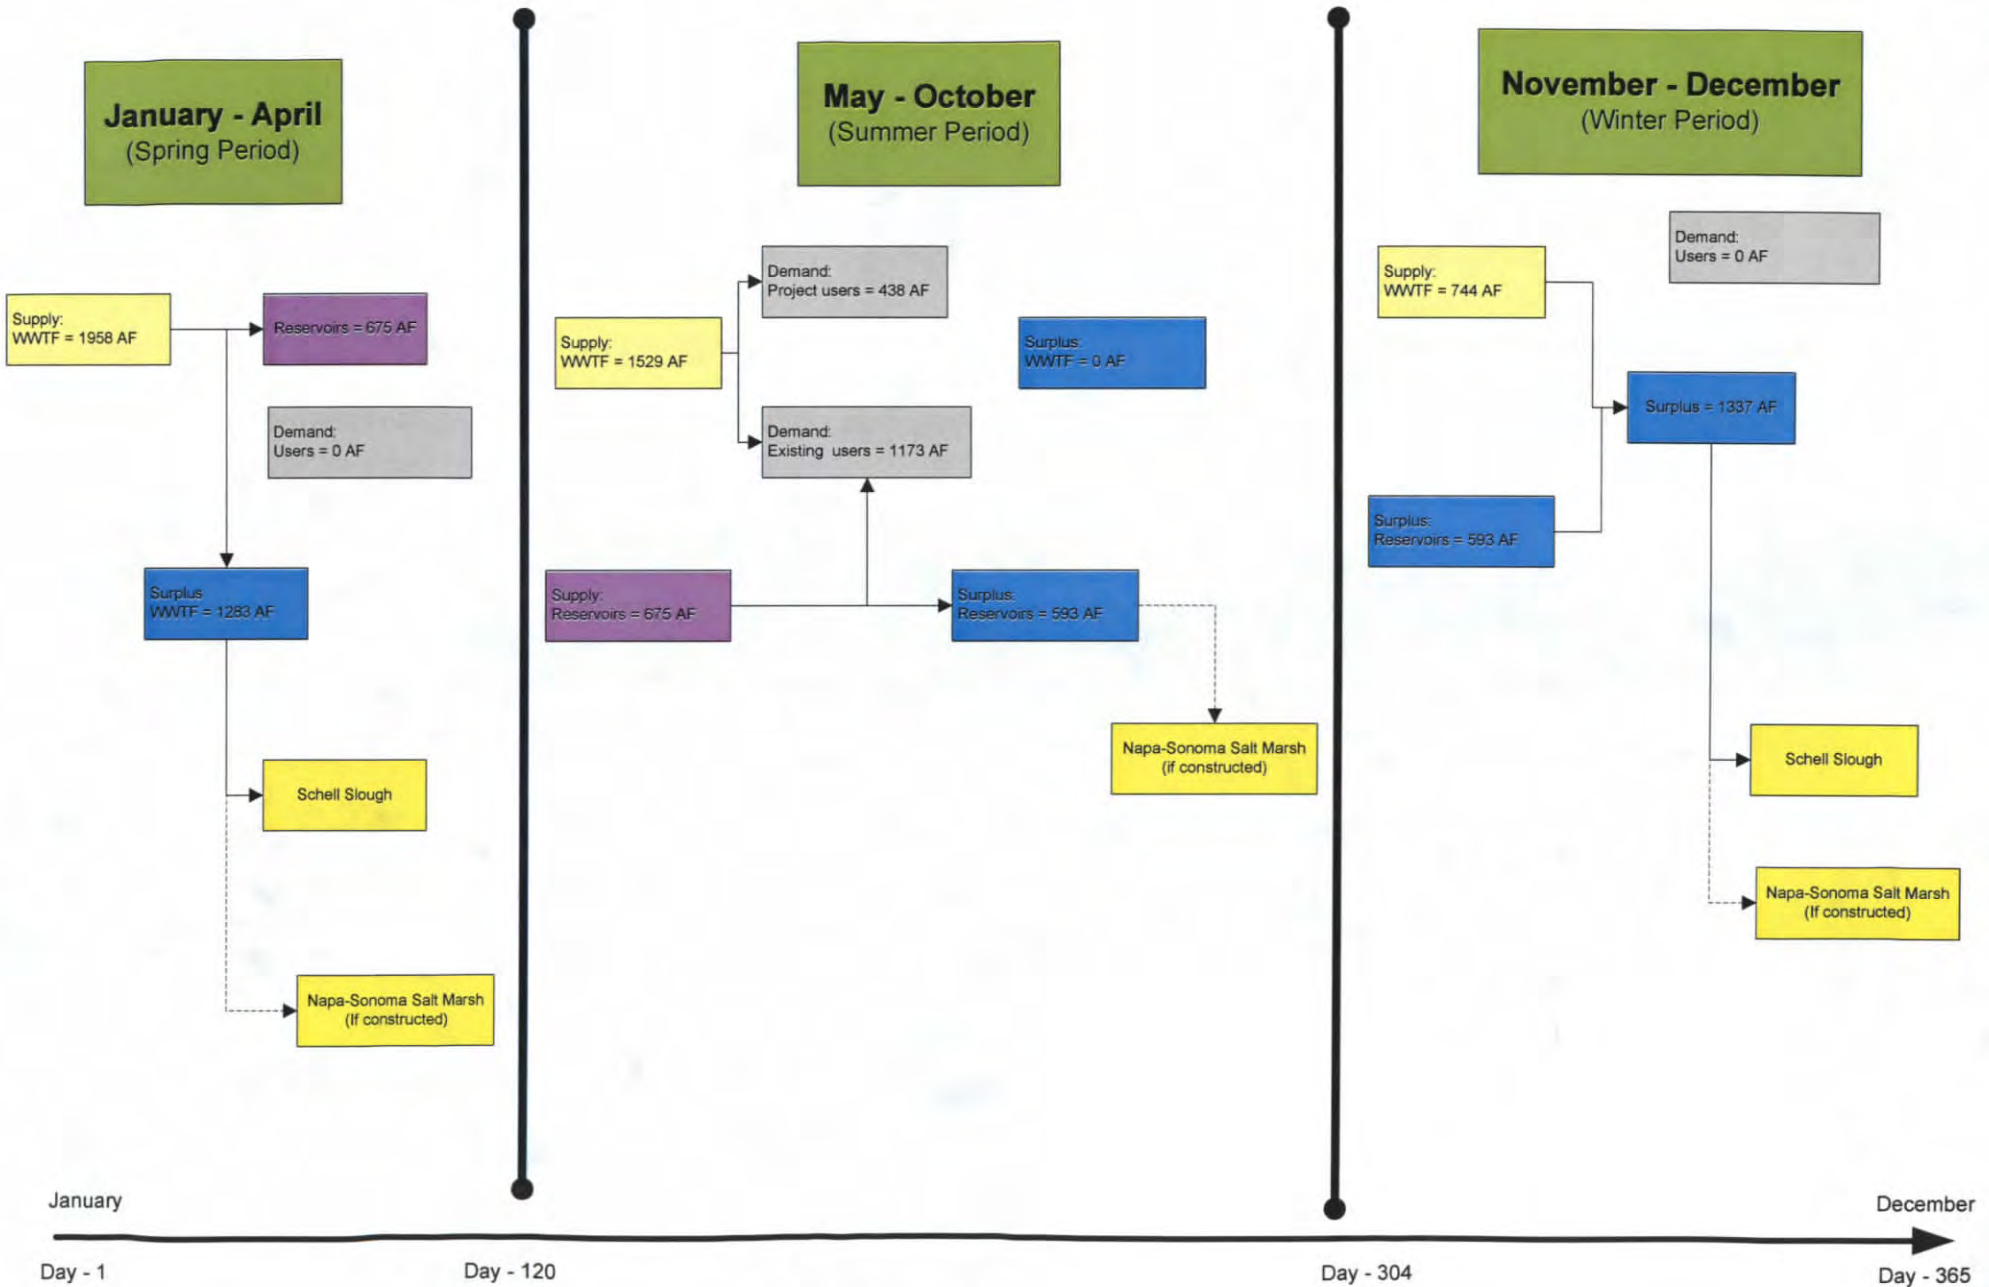 January - April
(Spring Period)
Supply:
WWTF = 1958 AF
Reservoirs = 675 AF
Demand:
Users = 0 AF
Surplus
WWTF = 1283 AF
Schell Slough
Napa-Sonoma Salt Marsh
(If constructed)
May - October
(Summer Period)
Demand:
Project users = 438 AF
Supply:
WWTF = 1529 AF
Surplus:
WWTF = 0 AF
Demand:
Existing users = 1173 AF
Supply:
Reservoirs = 675 AF
Surplus:
Reservoirs = 593 AF
Napa-Sonoma Salt Marsh
(if constructed)
November - December
(Winter Period)
Demand:
Users = 0 AF
Supply:
WWTF = 744 AF
Surplus = 1337 AF
Surplus:
Reservoirs = 593 AF
Schell Slough
Napa-Sonoma Salt Marsh
(If constructed)
January
December
Day - 1
Day - 120
Day - 304
Day - 365